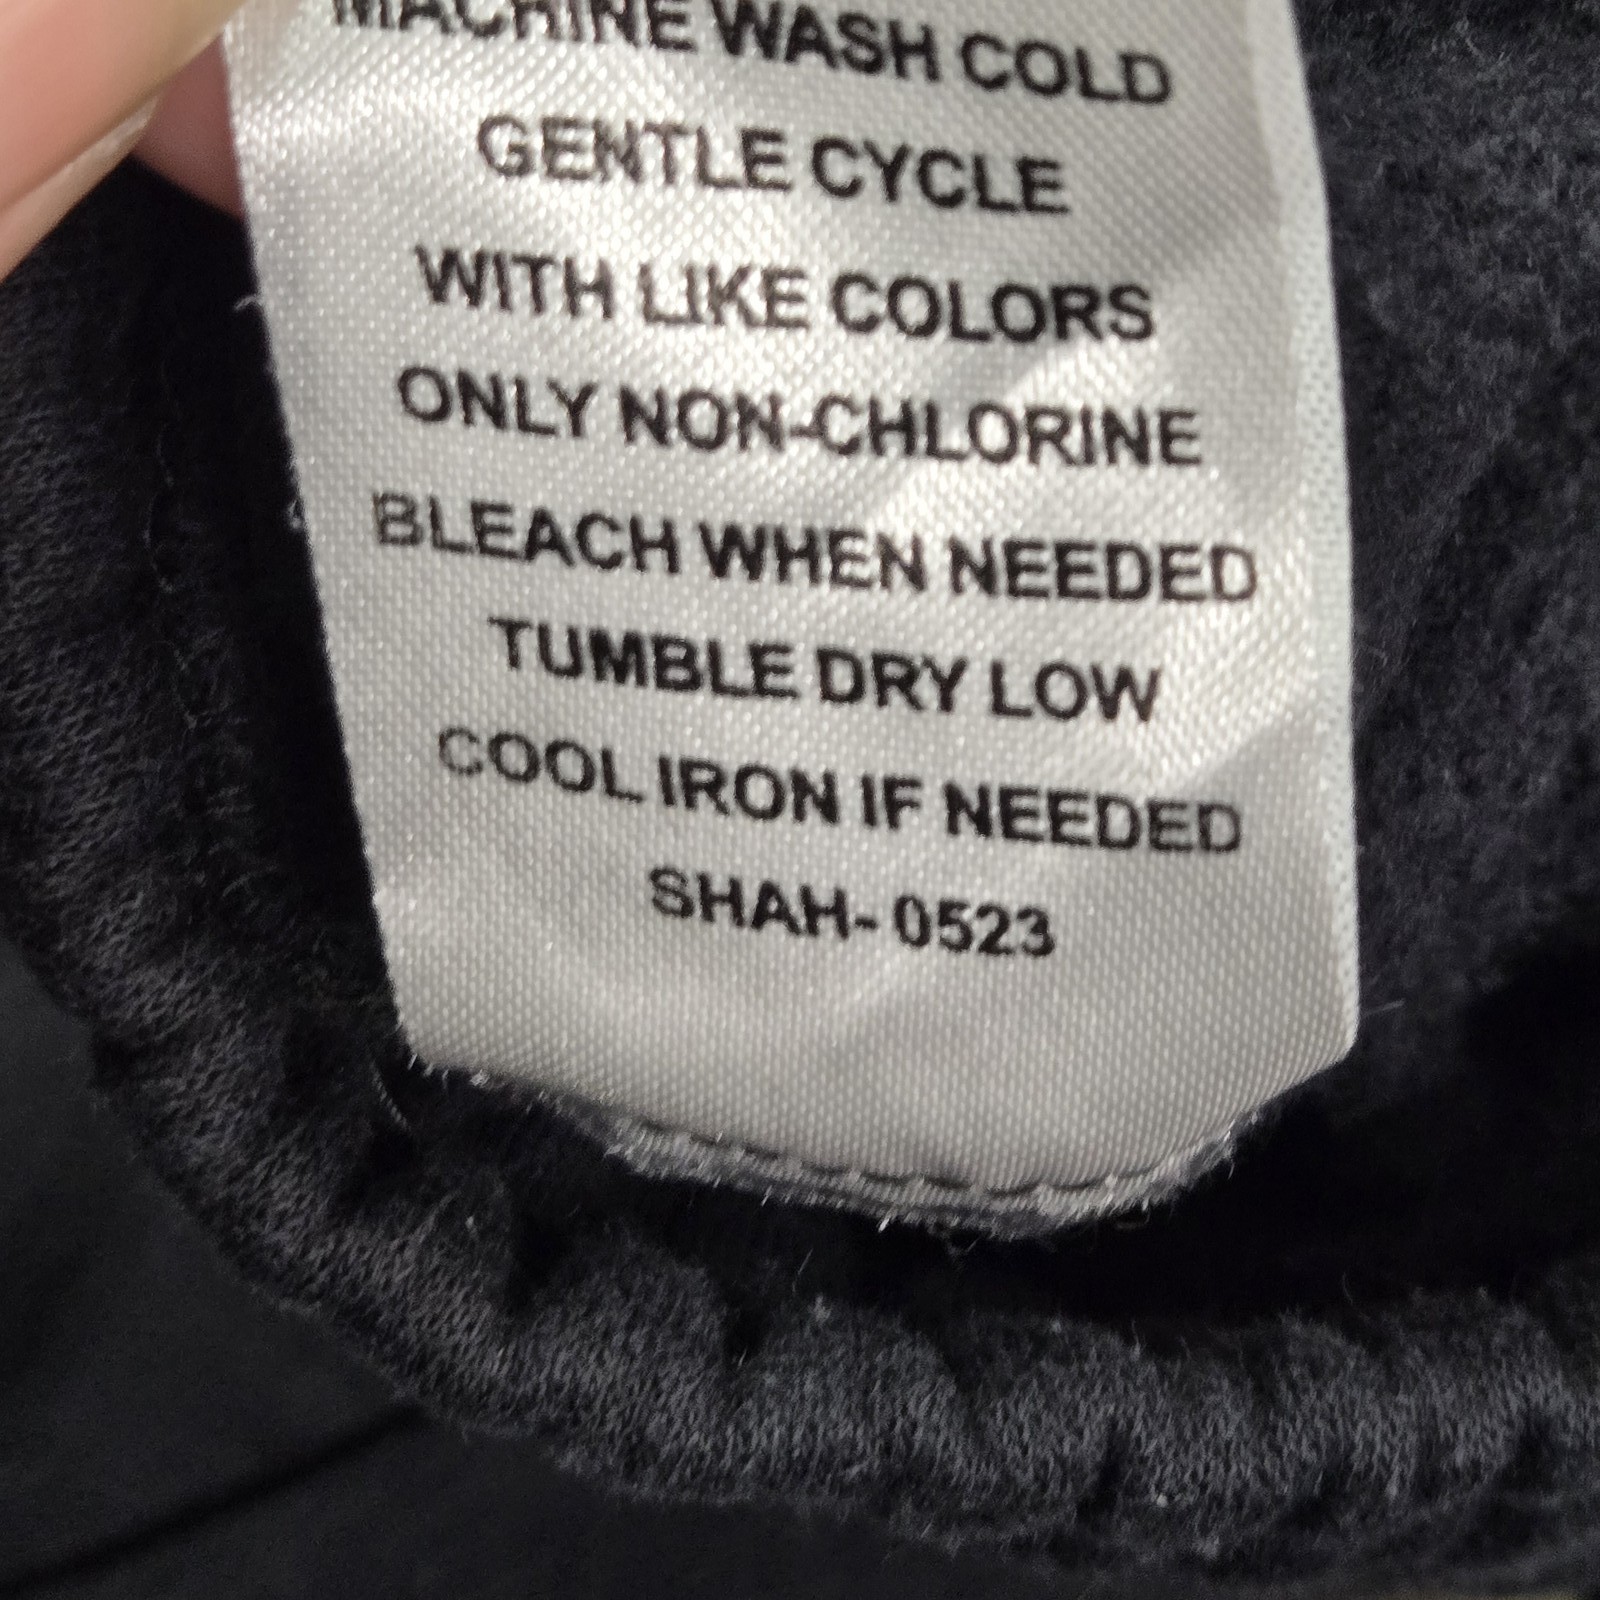 MACHINE WASH COLD
GENTLE CYCLE
WITH LIKE COLORS
ONLY NON-CHLORINE
BLEACH WHEN NEEDED
TUMBLE DRY LOW
COOL IRON IF NEEDED
SHAH- 0523